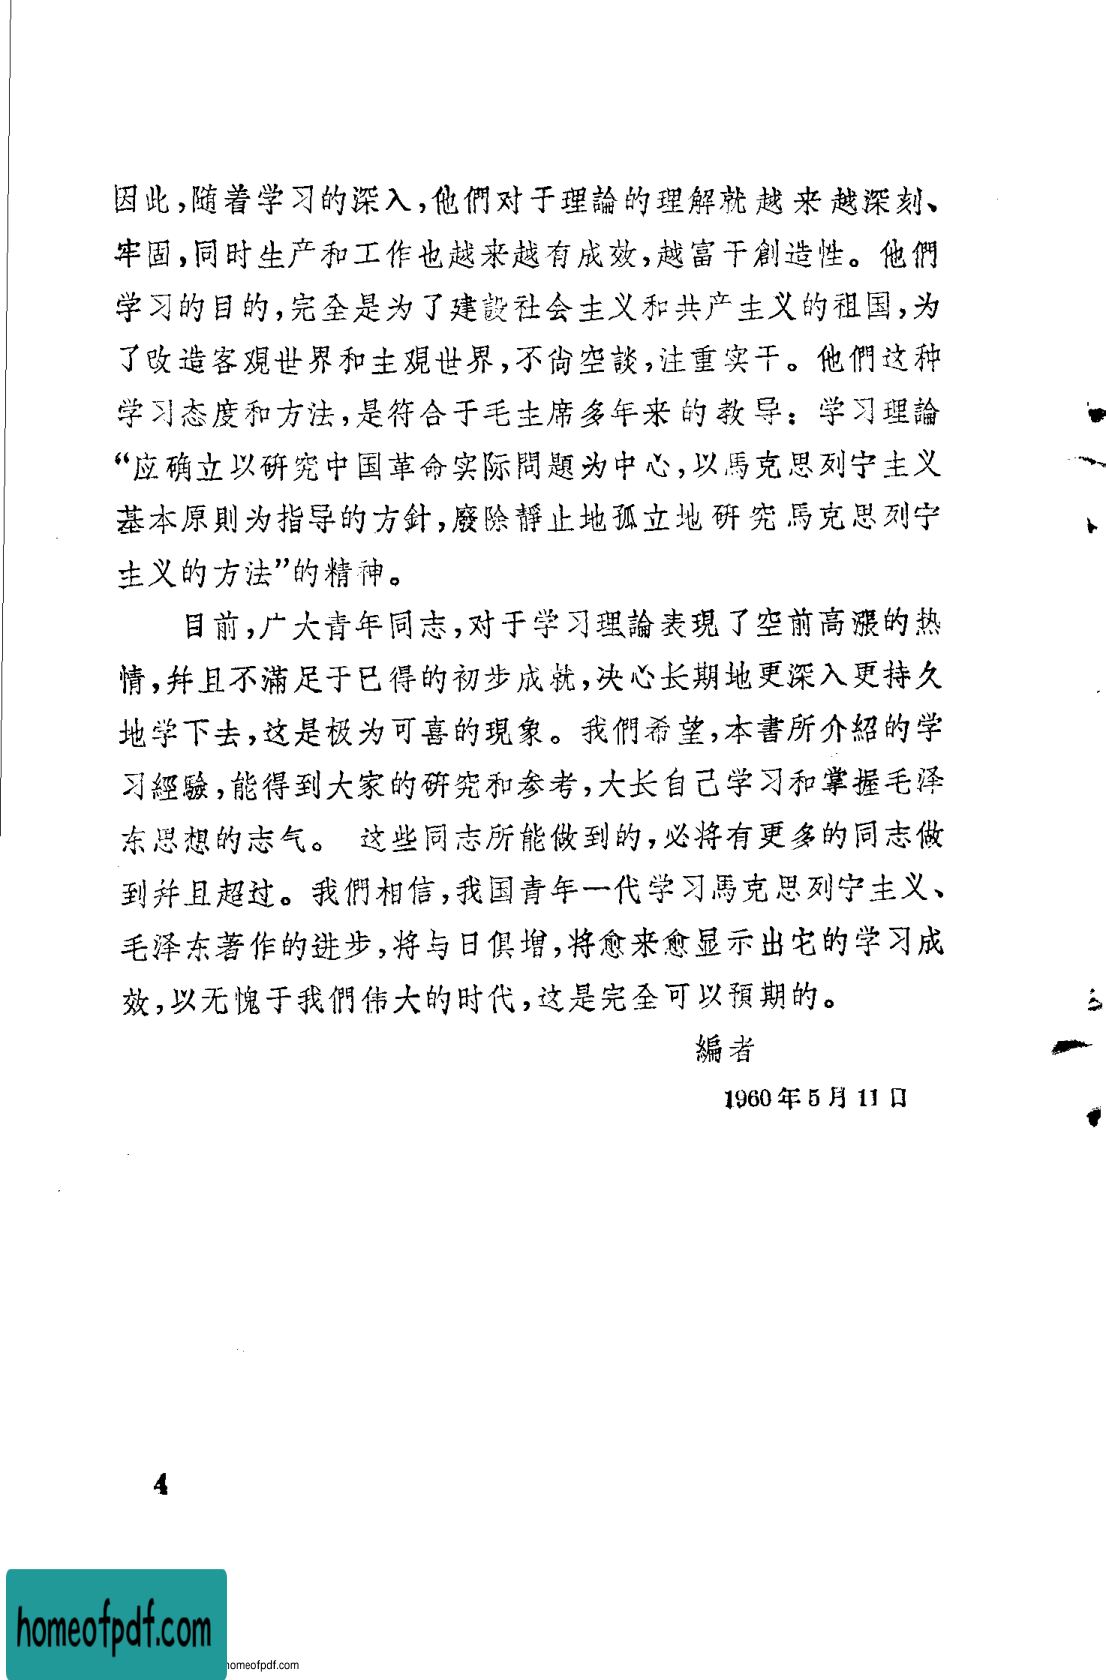 因此,随着学习的深入,他們对于理論的理解就越来越深刻、
牢固,同时生产和工作也越来越有成效,越富于創造性。他們
学习的目的,完全是为了建設社会主义和共产主义的祖国,为
了改造客观世界和主观世界,不尙空談,注重实干。他們这种
学习态度和方法,是符合于毛主席多年来的教导：学习理論
“应确立以研究中国革命实际問題为中心,以馬克思列宁主义
基本原則为指导的方針,廢除靜止地孤立地研究馬克思列宁
主义的方法”的精神。
目前,广大青年同志,对于学习理論表现了空前高漲的热
情,幷且不滿足于已得的初步成就,决心长期地更深入更持久
地学下去,这是极为可喜的现象。我們希望,本書所介紹的学
习經驗,能得到大家的研究和参考,大长自己学习和掌握毛泽
东思想的志气。 这些同志所能做到的,必将有更多的同志做
到幷且超过。我們相信,我国青年一代学习馬克思列宁主义、
毛泽东著作的进步,将与日俱增,将愈来愈显示出它的学习成
效,以无愧于我們伟大的时代,这是完全可以預期的。
編者
1960年5月11日
4
homeofpdf.com
homeofpdf.com